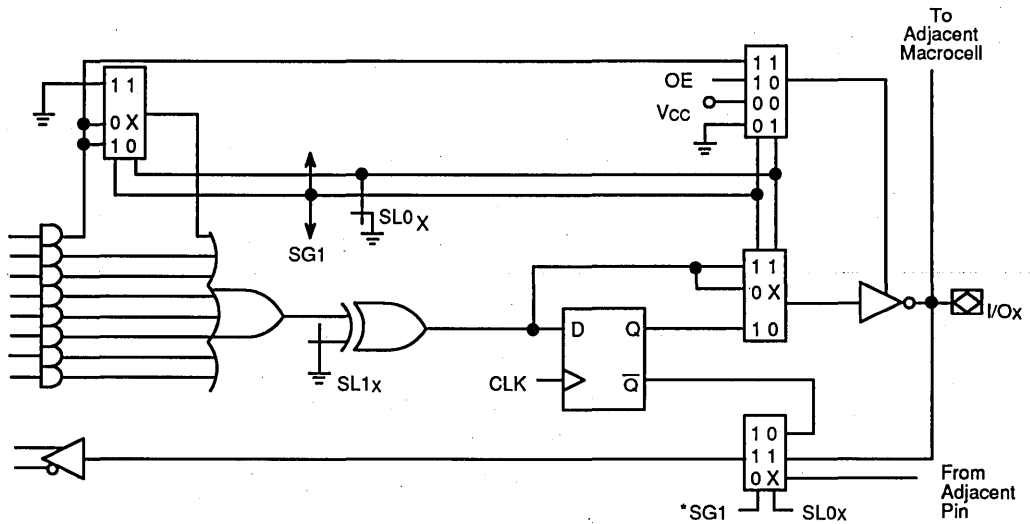 To
Adjacent
Macrocell
1 1
OE
1 0
VCC
0 0
0 1
1 1
0 X
1 0
SL0X
SG1
1 1
0 X
1 0
I/Ox
D Q
SL1x
CLK
Q
1 0
1 1
0 X
From
Adjacent
Pin
*SG1
SL0x